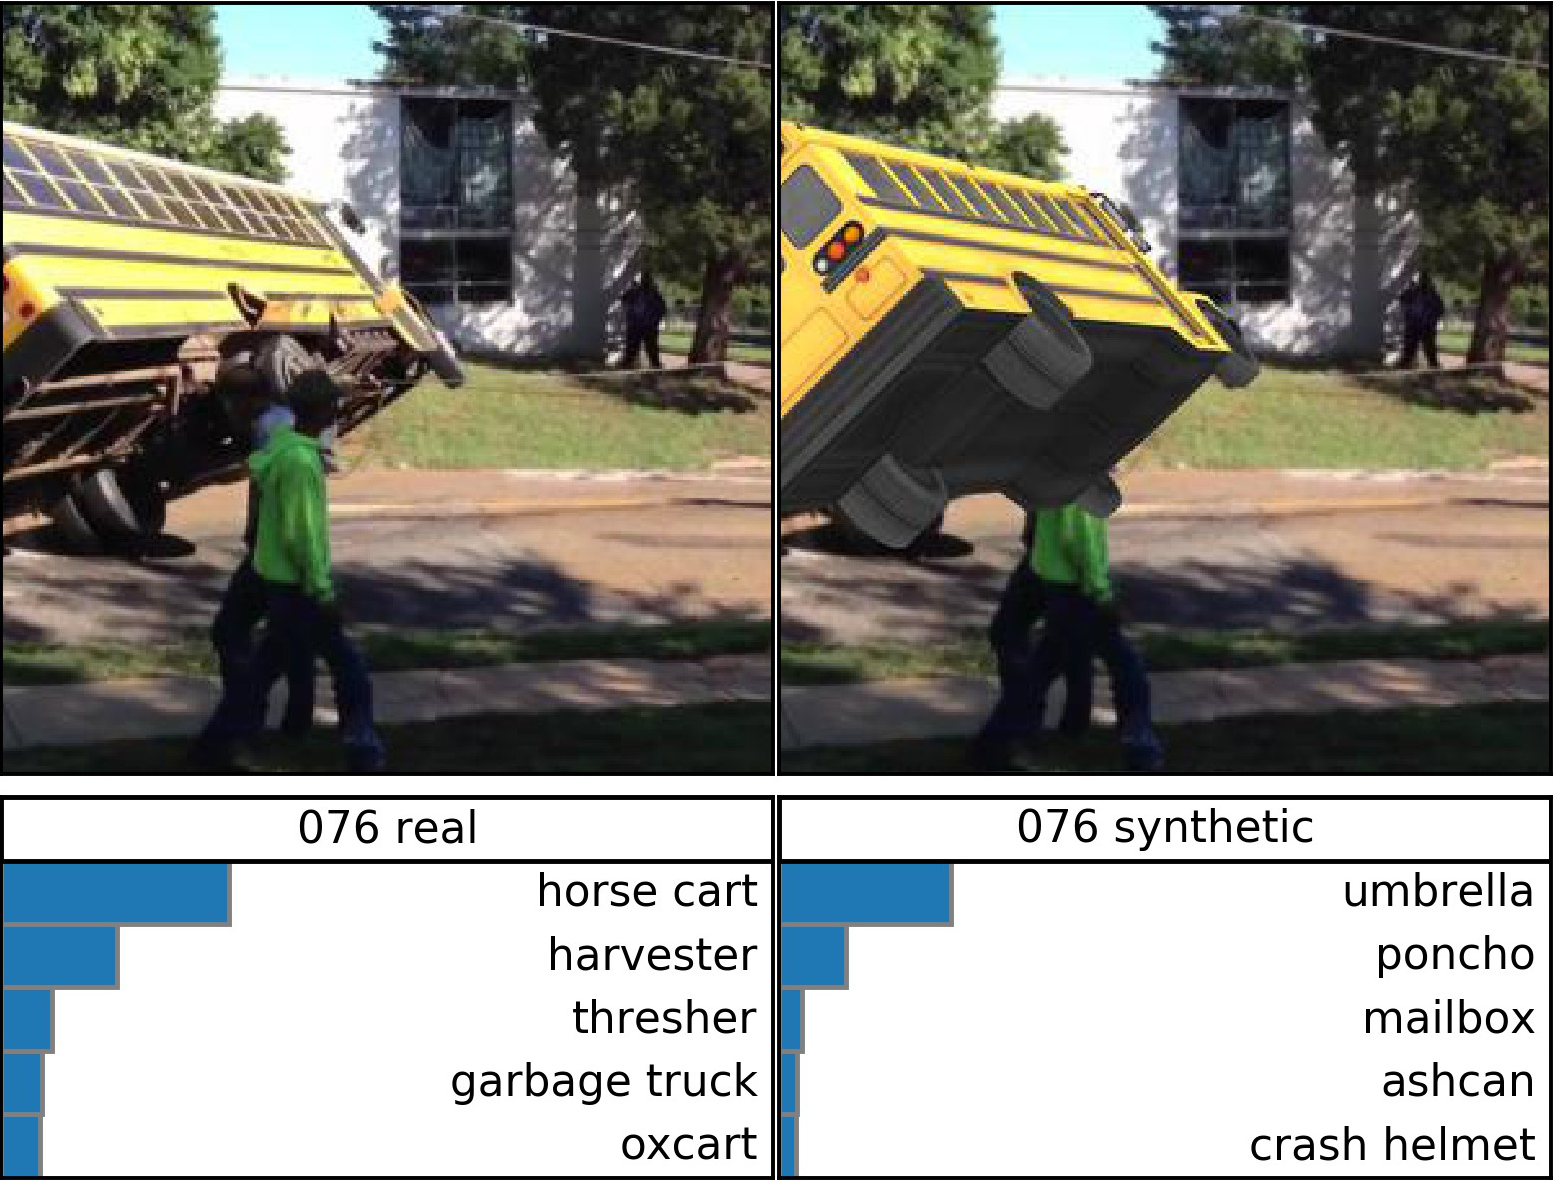 076 real
horse cart
harvester
thresher
garbage truck
oxcart
076 synthetic
umbrella
poncho
mailbox
ashcan
crash helmet